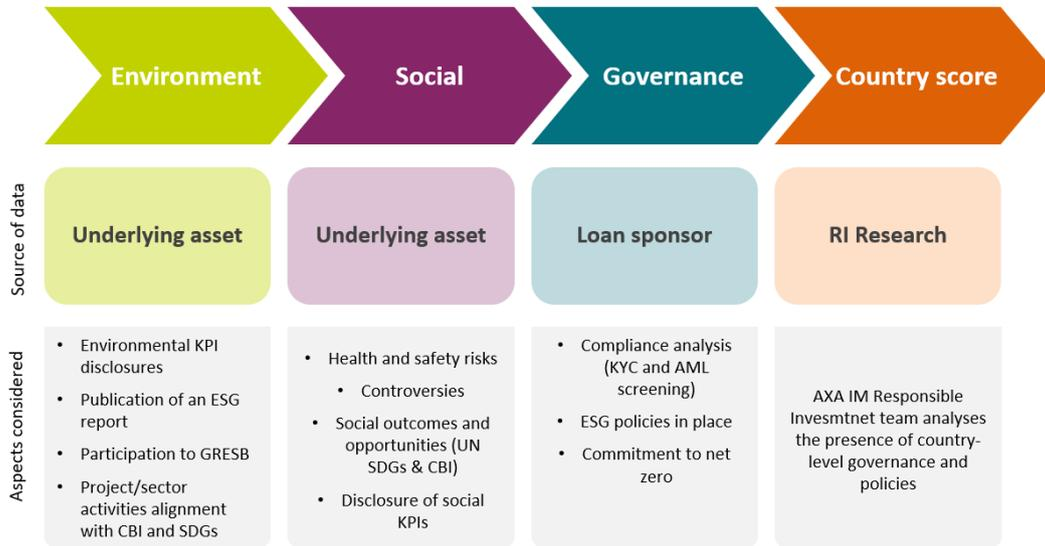 Environment
Social
Governance
Country score
Source of data
Underlying asset
Underlying asset
Loan sponsor
RI Research
Aspects considered
• Environmental KPI
disclosures
• Publication of an ESG
report
• Participation to GRESB
• Project/sector
activities alignment
with CBI and SDGs
• Health and safety risks
• Controversies
• Social outcomes and
opportunities (UN
SDGs & CBI)
• Disclosure of social
KPIs
• Compliance analysis
(KYC and AML
screening)
• ESG policies in place
• Commitment to net
zero
AXA IM Responsible
Invesmtnet team analyses
the presence of country-
level governance and
policies